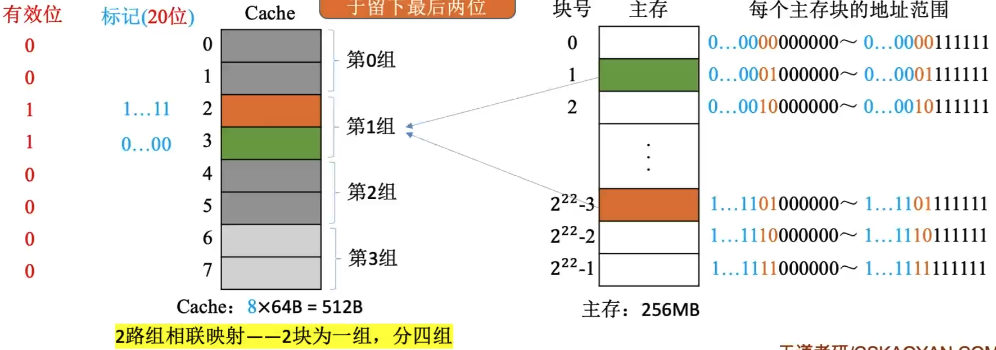 于留下最后两位
有效位 标记(20位) Cache 块号 主存 每个主存块的地址范围
0 0 0 0...0000000000～ 0...0000111111
第0组
0 1 1 0...0001000000～ 0...0001111111
1 1...11 2 2 0...0010000000～ 0...0010111111
第1组
1 0...00 3
0 4
第2组
0 5 2²²-3 1...1101000000～ 1...1101111111
0 6 2²²-2 1...1110000000～ 1...1110111111
第3组
0 7 2²²-1 1...1111000000～ 1...1111111111
Cache：8×64B = 512B 主存：256MB
2路组相联映射——2块为一组，分四组